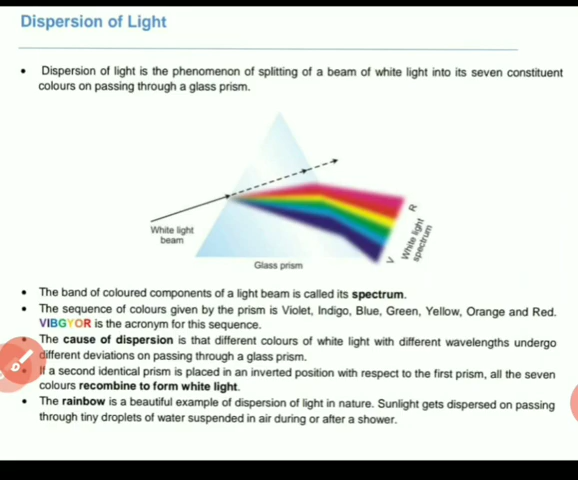 Dispersion of Light
• Dispersion of light is the phenomenon of splitting of a beam of white light into its seven constituent
colours on passing through a glass prism.
White light
beam
Glass prism
R
V
White light
spectrum
• The band of coloured components of a light beam is called its spectrum.
• The sequence of colours given by the prism is Violet, Indigo, Blue, Green, Yellow, Orange and Red.
VIBGYOR is the acronym for this sequence.
• The cause of dispersion is that different colours of white light with different wavelengths undergo
different deviations on passing through a glass prism.
• If a second identical prism is placed in an inverted position with respect to the first prism, all the seven
colours recombine to form white light.
• The rainbow is a beautiful example of dispersion of light in nature. Sunlight gets dispersed on passing
through tiny droplets of water suspended in air during or after a shower.